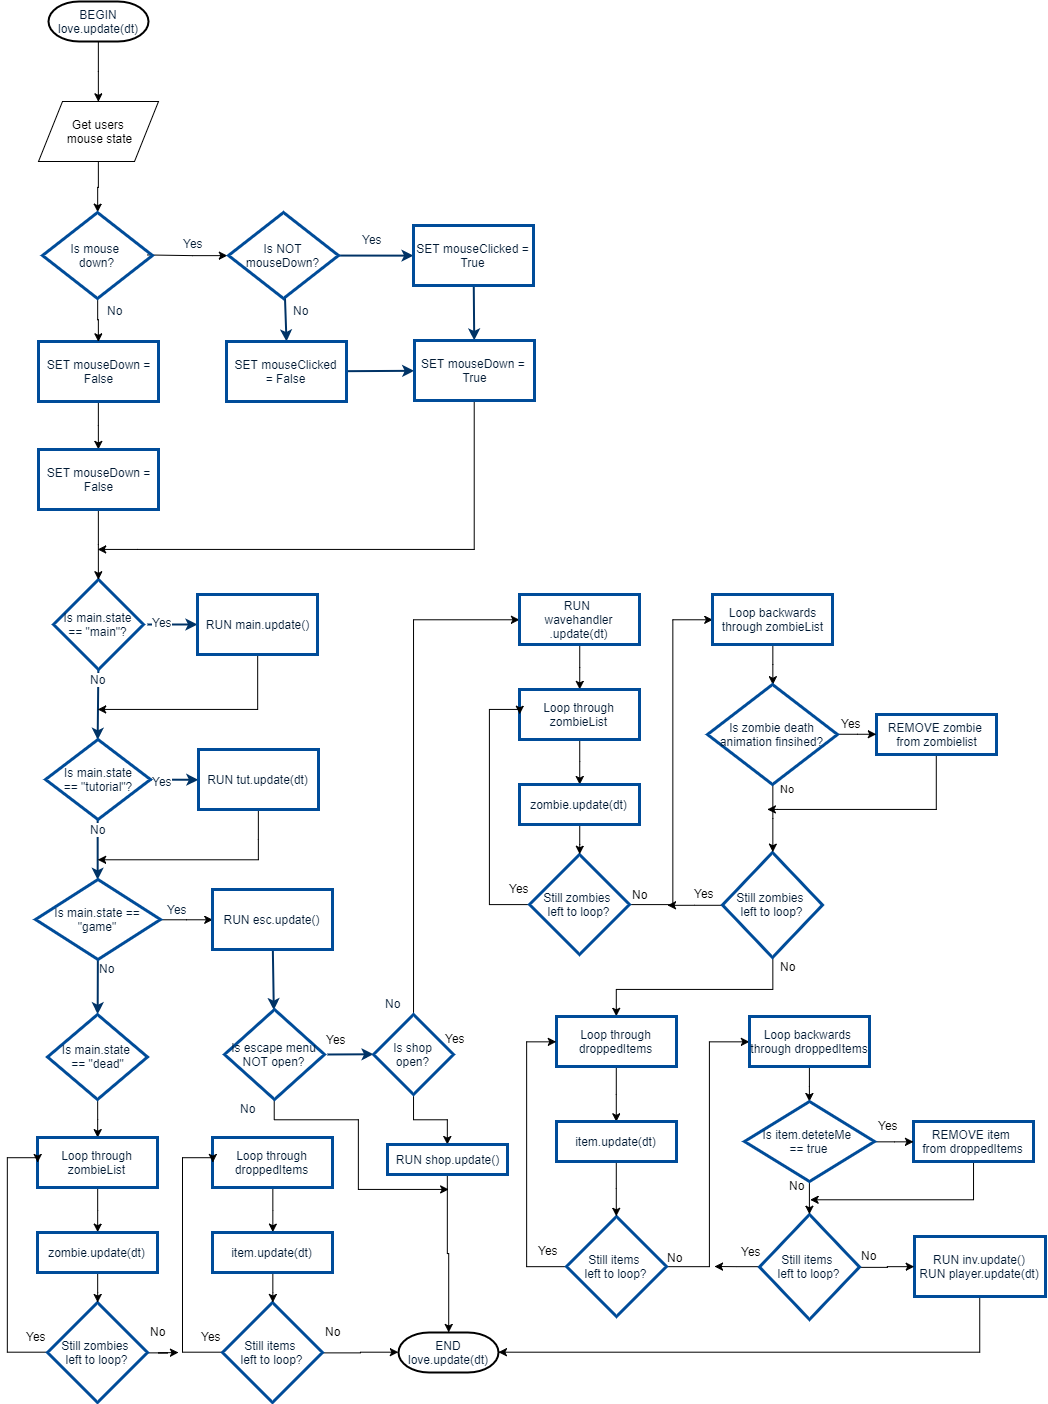 BEGIN
love.update(dt)
Get users
mouse state
Is mouse
down?
Yes
Is NOT
mouseDown?
Yes
SET mouseClicked =
True
No
No
SET mouseDown =
False
SET mouseClicked
= False
SET mouseDown =
True
SET mouseDown =
False
Is main.state
== "main"?
Yes
RUN main.update()
No
Is main.state
== "tutorial"?
Yes
RUN tut.update(dt)
No
Is main.state ==
"game"
Yes
RUN esc.update()
No
Is main.state
== "dead"
Is escape menu
NOT open?
Yes
No
Is shop
open?
Yes
No
RUN shop.update()
Loop through
zombieList
zombie.update(dt)
Still zombies
left to loop?
Yes
No
Loop through
droppedItems
item.update(dt)
Still items
left to loop?
Yes
No
END
love.update(dt)
RUN
wavehandler
.update(dt)
Loop through
zombieList
zombie.update(dt)
Still zombies
left to loop?
Yes
No
Loop backwards
through zombieList
Is zombie death
animation finsihed?
Yes
REMOVE zombie
from zombielist
No
Still zombies
left to loop?
Yes
No
Loop through
droppedItems
item.update(dt)
Still items
left to loop?
Yes
No
Loop backwards
through droppedItems
Is item.deteteMe
== true
Yes
REMOVE item
from droppedItems
No
Still items
left to loop?
Yes
No
RUN inv.update()
RUN player.update(dt)